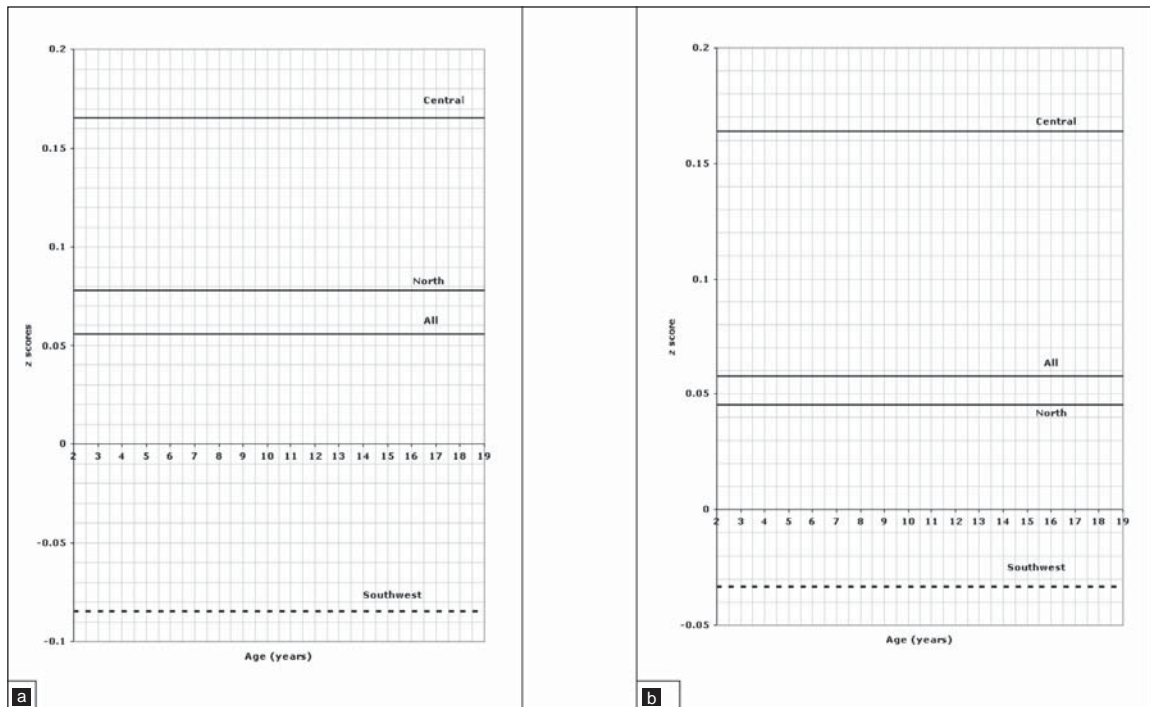 0.2
Central
0.15
0.1
North
All
0.05
z scores
0
2 3 4 5 6 7 8 9 10 11 12 13 14 15 16 17 18 19
-0.05
Southwest
-0.1
Age (years)
a
0.2
Central
0.15
0.1
z score
All
0.05
North
0
2 3 4 5 6 7 8 9 10 11 12 13 14 15 16 17 18 19
Southwest
-0.05
Age (years)
b